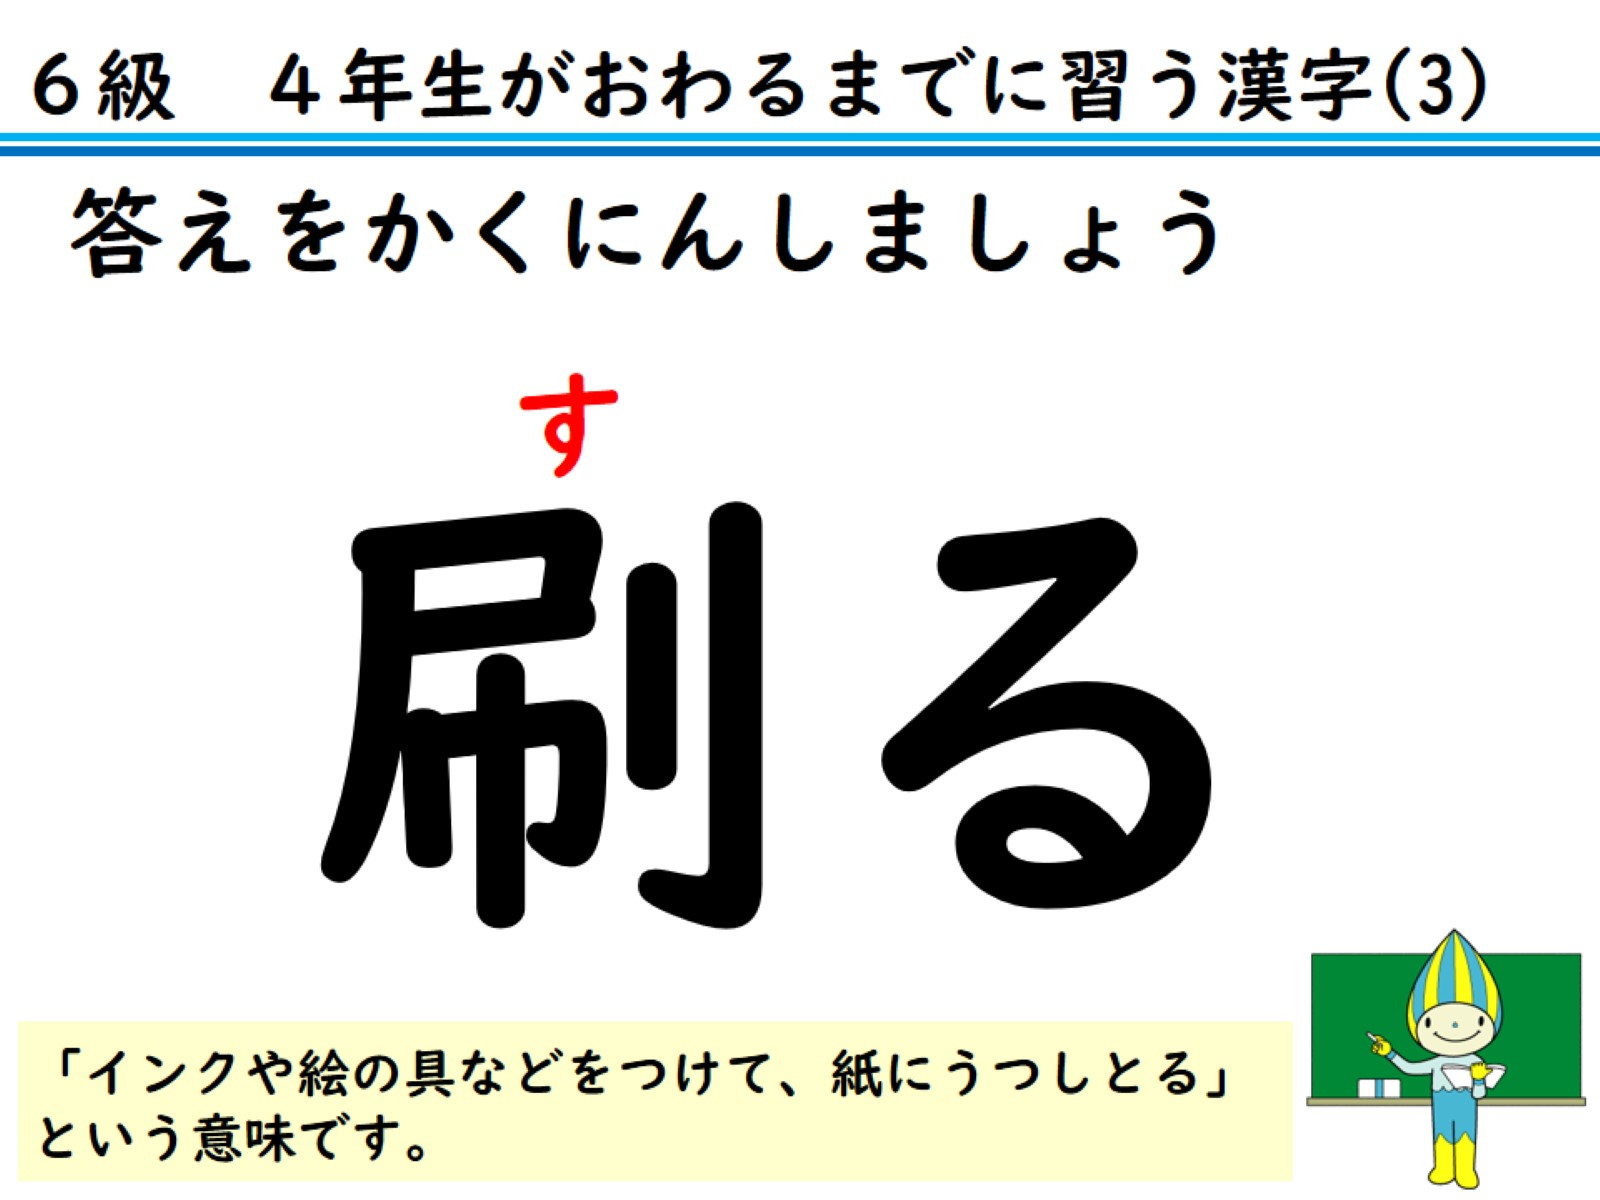 ６級　４年生がおわるまでに習う漢字(3)
答えをかくにんしましょう
す
刷る
「インクや絵の具などをつけて、紙にうつしとる」
という意味です。